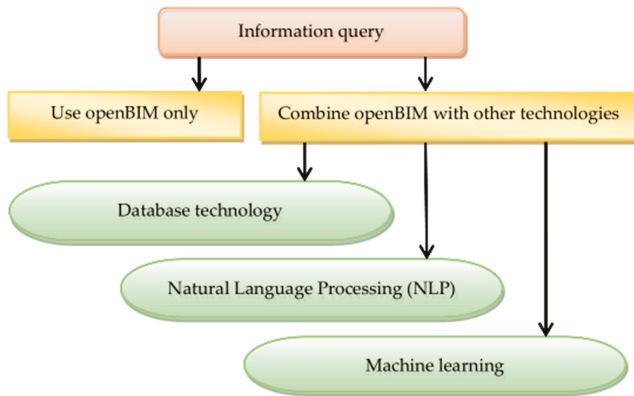 Information query
Use openBIM only
Combine openBIM with other technologies
Database technology
Natural Language Processing (NLP)
Machine learning